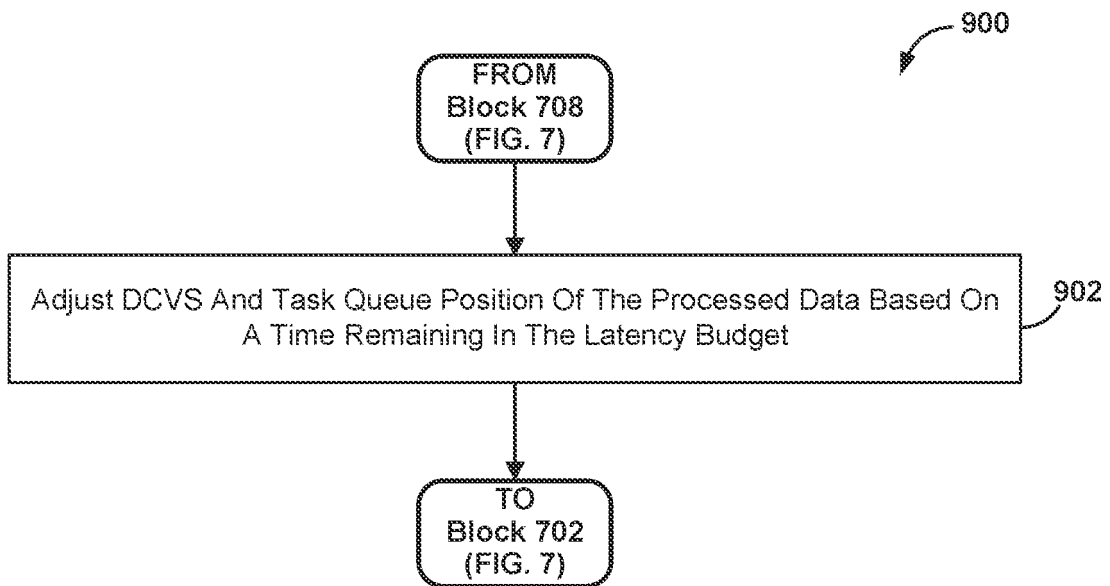 900
FROM
Block 708
(FIG. 7)
Adjust DCVS And Task Queue Position Of The Processed Data Based On
A Time Remaining In The Latency Budget
902
TO
Block 702
(FIG. 7)